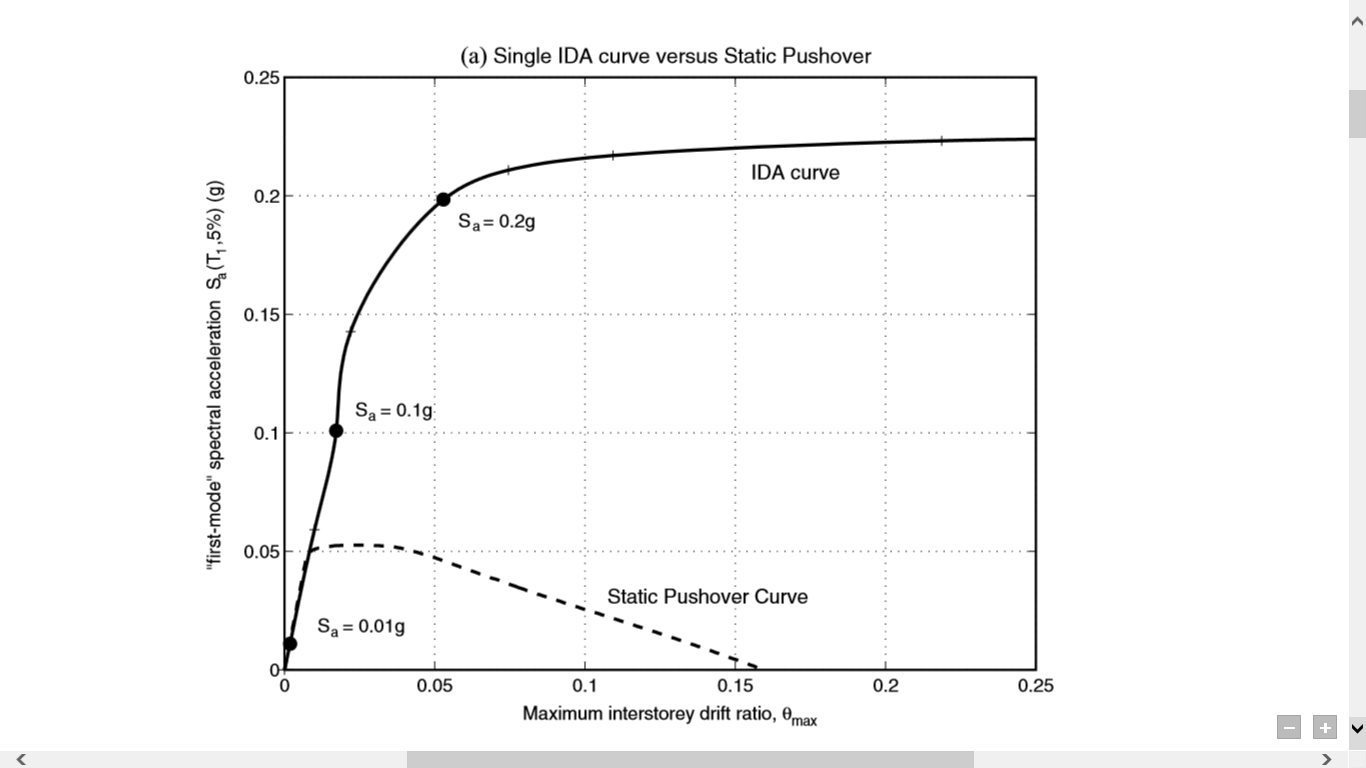 (a) Single IDA curve versus Static Pushover
0.25
0.2
0.15
0.1
0.05
0
"first-mode" spectral acceleration Sa(T1,5%) (g)
IDA curve
Sa = 0.2g
Sa = 0.1g
Static Pushover Curve
Sa = 0.01g
0 0.05 0.1 0.15 0.2 0.25
Maximum interstorey drift ratio, θmax